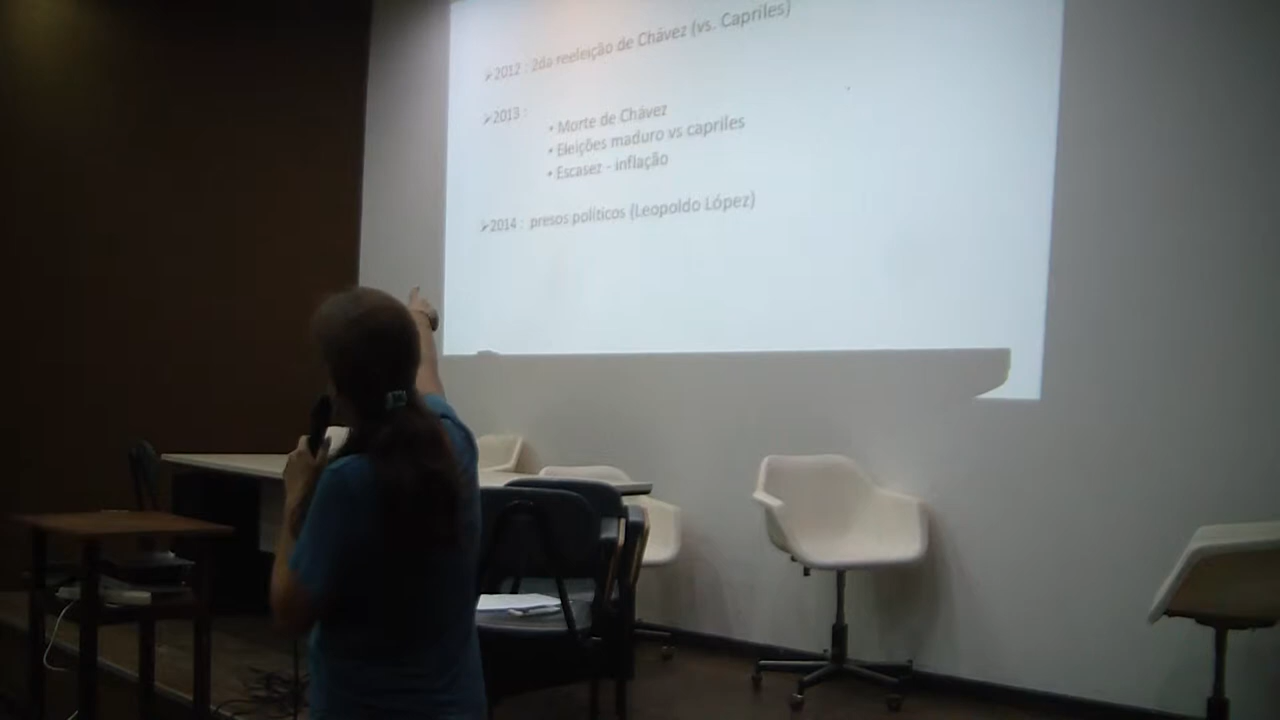 ➢2012 : 2da reeleição de Chávez (vs. Capriles)
➢2013 :
• Morte de Chávez
• Eleições maduro vs capriles
• Escasez - inflação
➢2014 : presos políticos (Leopoldo López)